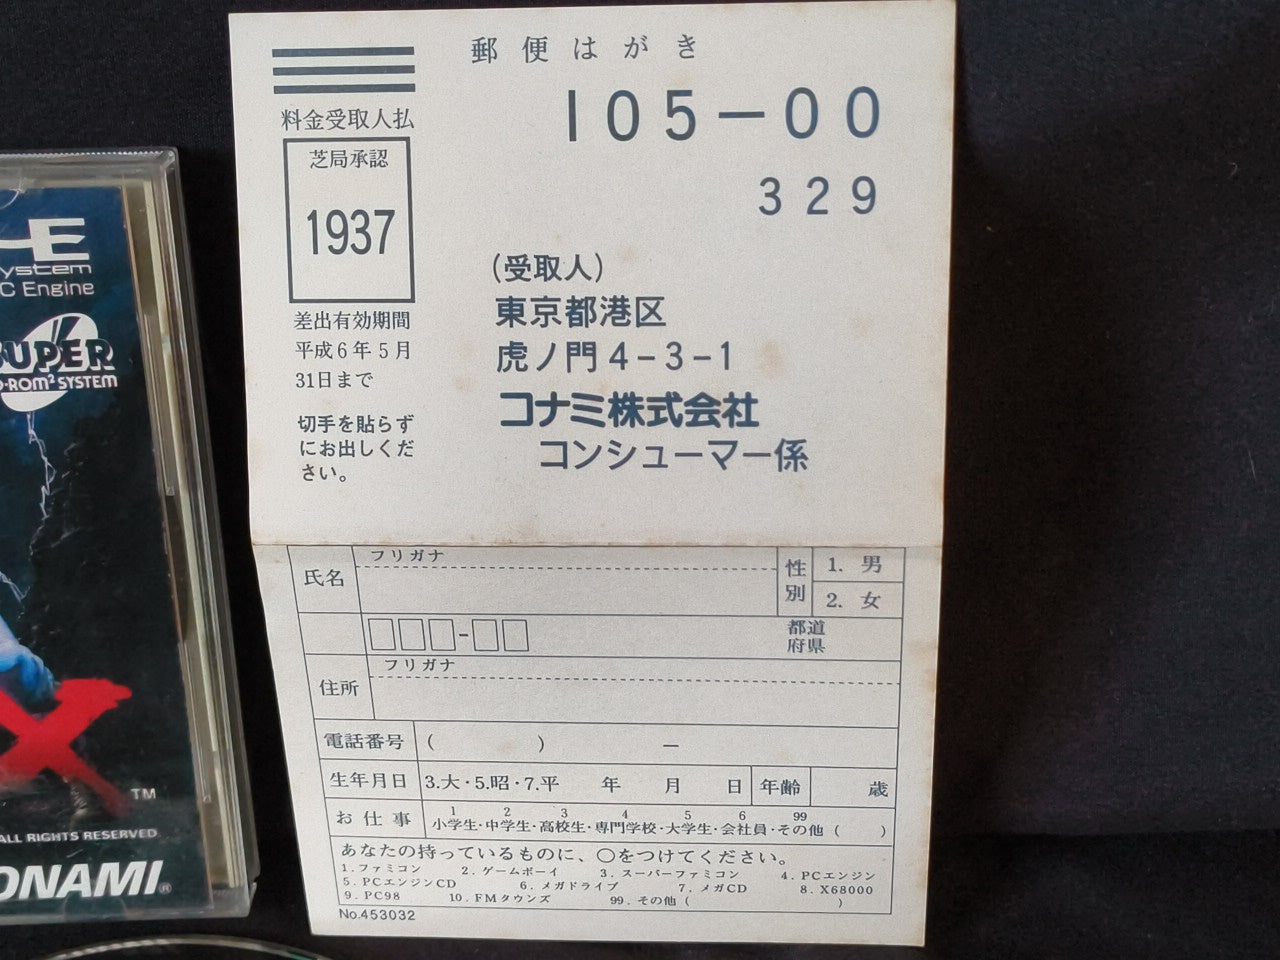 郵便はがき
105-00
329
料金受取人払
芝局承認
1937
差出有効期間
平成6年5月
31日まで
切手を貼らず
にお出しくだ
さい。
(受取人)
東京都港区
虎ノ門4-3-1
コナミ株式会社
コンシューマー係
氏名 フリガナ 性別 1. 男
2. 女
- 都道
府県
住所 フリガナ
電話番号 ( ) ー
生年月日 3.大・5.昭・7.平 年 月 日 年齢 歳
お仕事 1 2 3 4 5 6 99
小学生・中学生・高校生・専門学校・大学生・会社員・その他( )
あなたの持っているものに、○をつけてください。
1. ファミコン 2. ゲームボーイ 3. スーパーファミコン 4. PCエンジン
5. PCエンジンCD 6. メガドライブ 7. メガCD 8. X68000
9. PC98 10. FMタウンズ 99. その他( )
No.453032
ystem
C Engine
SUPER
ROM² SYSTEM
X
TM
ALL RIGHTS RESERVED
ONAMI®